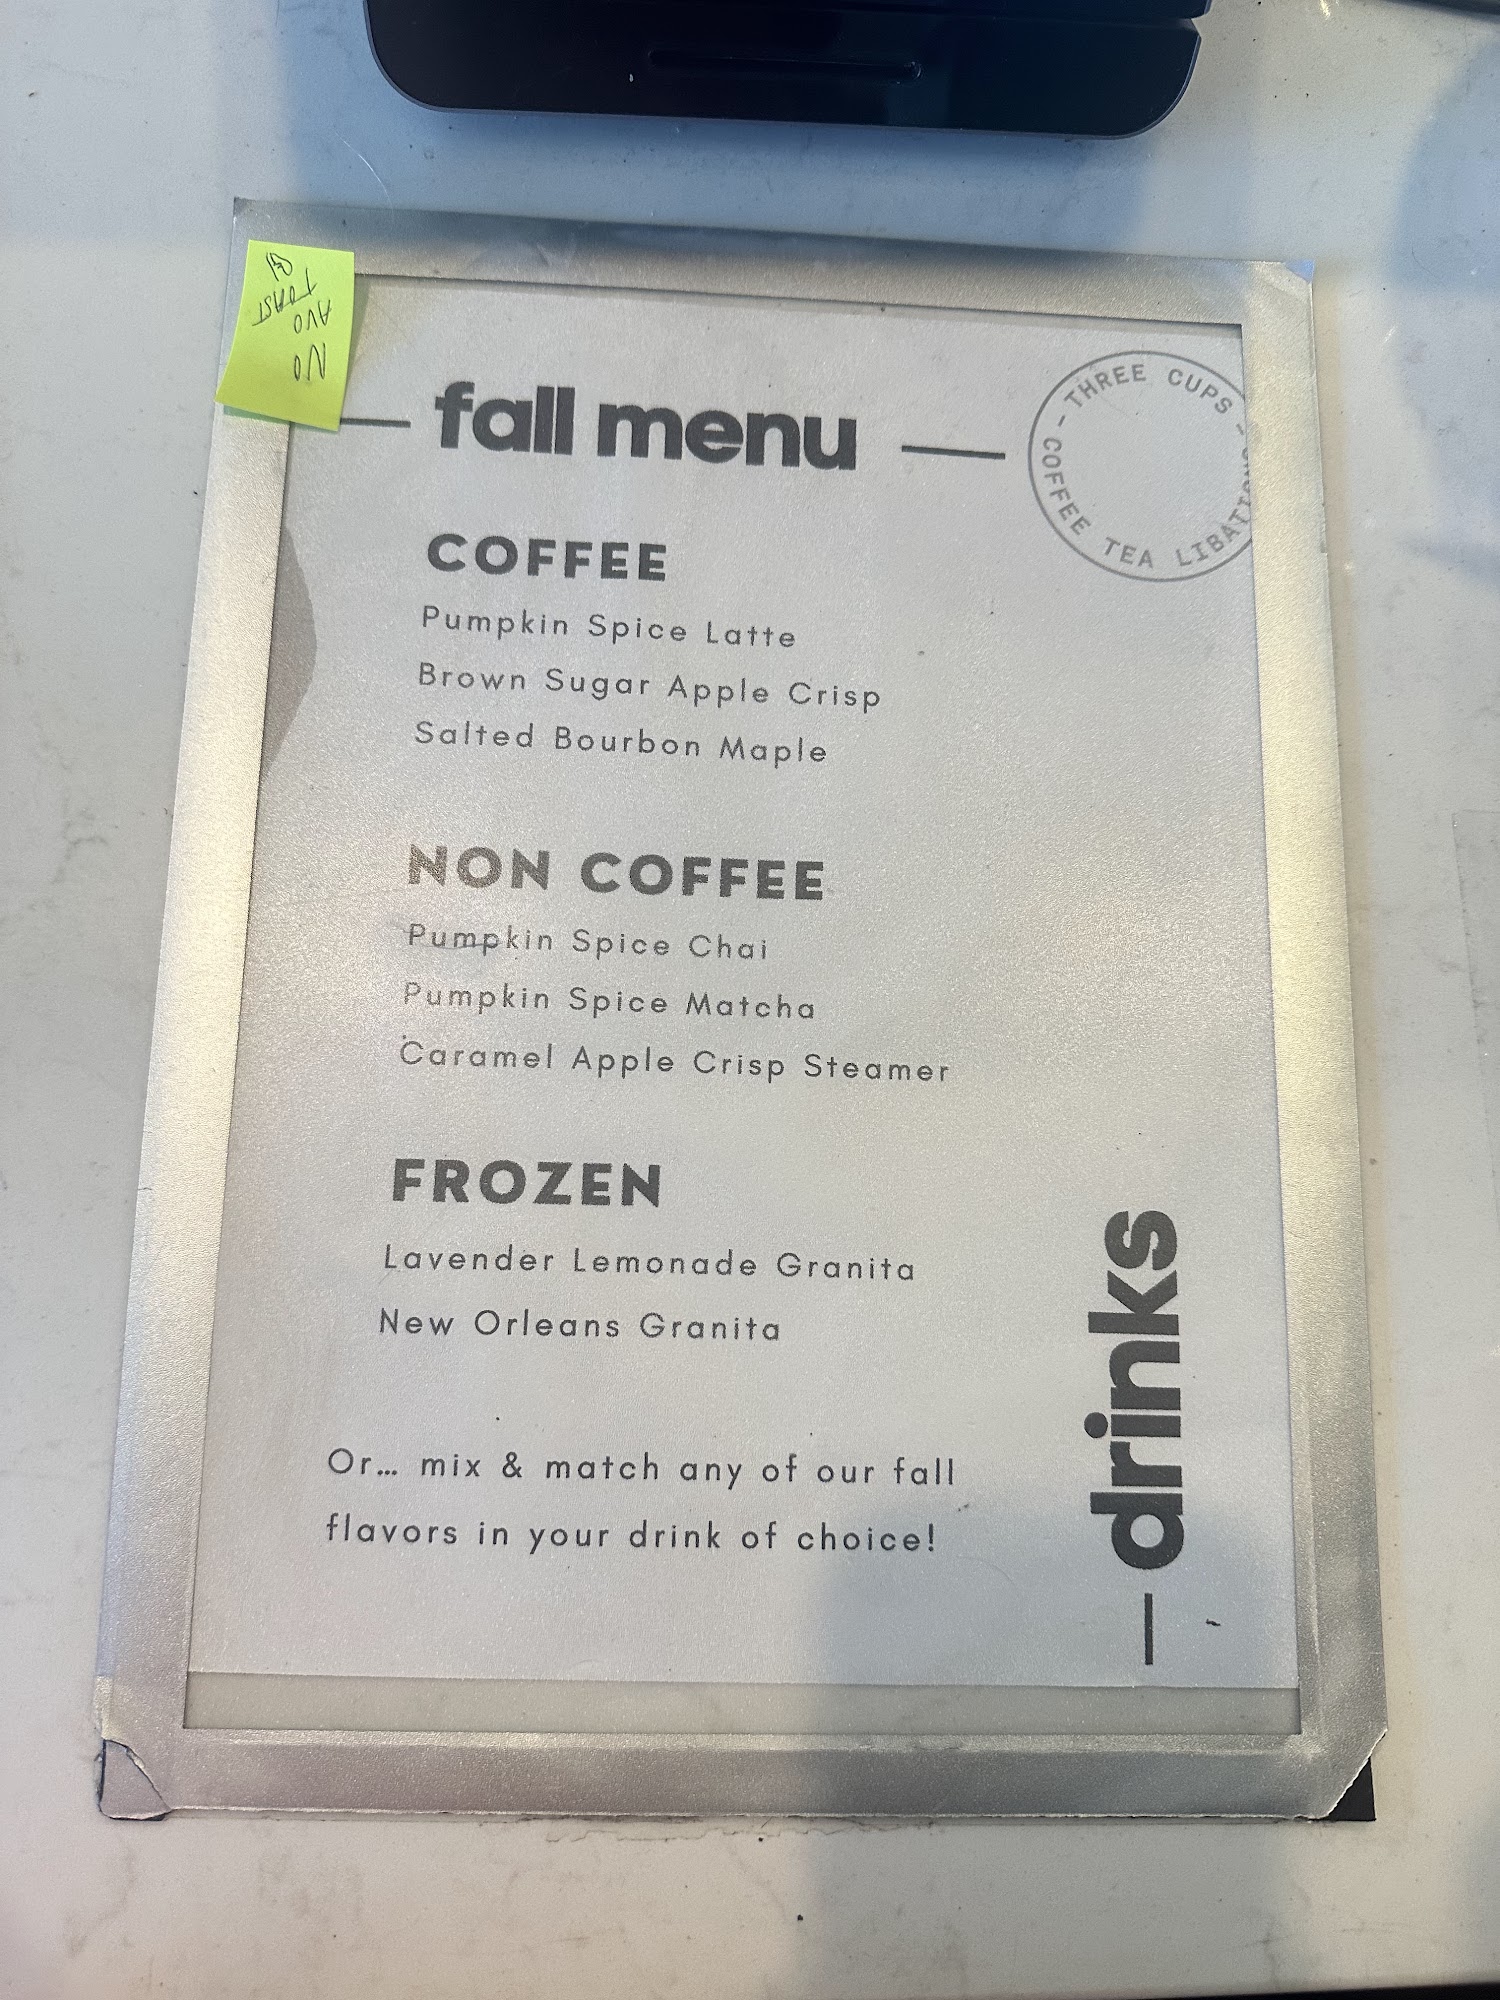 NO
AVO
TOAST
fall menu
THREE CUPS
COFFEE TEA LIBATIONS
COFFEE
Pumpkin Spice Latte
Brown Sugar Apple Crisp
Salted Bourbon Maple
NON COFFEE
Pumpkin Spice Chai
Pumpkin Spice Matcha
Caramel Apple Crisp Steamer
FROZEN
Lavender Lemonade Granita
New Orleans Granita
Or... mix & match any of our fall
flavors in your drink of choice!
drinks